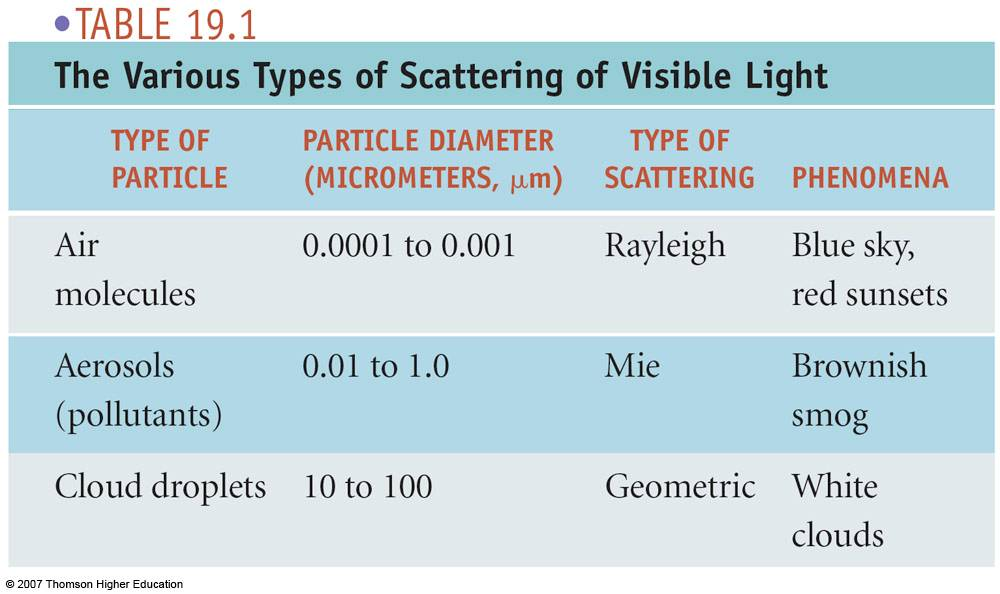 •TABLE 19.1
The Various Types of Scattering of Visible Light
TYPE OF PARTICLE PARTICLE DIAMETER (MICROMETERS, μm) TYPE OF SCATTERING PHENOMENA
Air molecules 0.0001 to 0.001 Rayleigh Blue sky, red sunsets
Aerosols (pollutants) 0.01 to 1.0 Mie Brownish smog
Cloud droplets 10 to 100 Geometric White clouds
© 2007 Thomson Higher Education